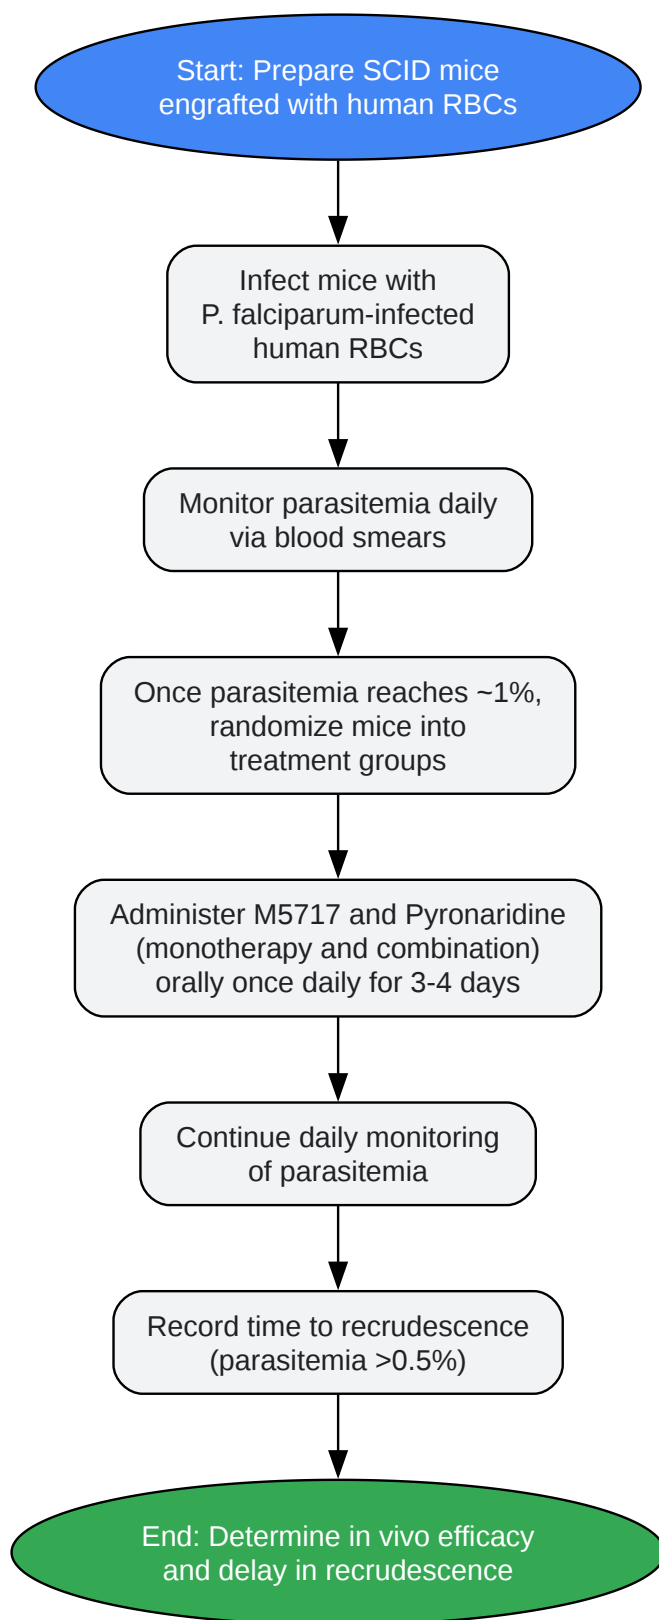 Start: Prepare SCID mice
engrafted with human RBCs
Infect mice with
P. falciparum-infected
human RBCs
Monitor parasitemia daily
via blood smears
Once parasitemia reaches ~1%,
randomize mice into
treatment groups
Administer M5717 and Pyronaridine
(monotherapy and combination)
orally once daily for 3-4 days
Continue daily monitoring
of parasitemia
Record time to recrudescence
(parasitemia >0.5%)
End: Determine in vivo efficacy
and delay in recrudescence